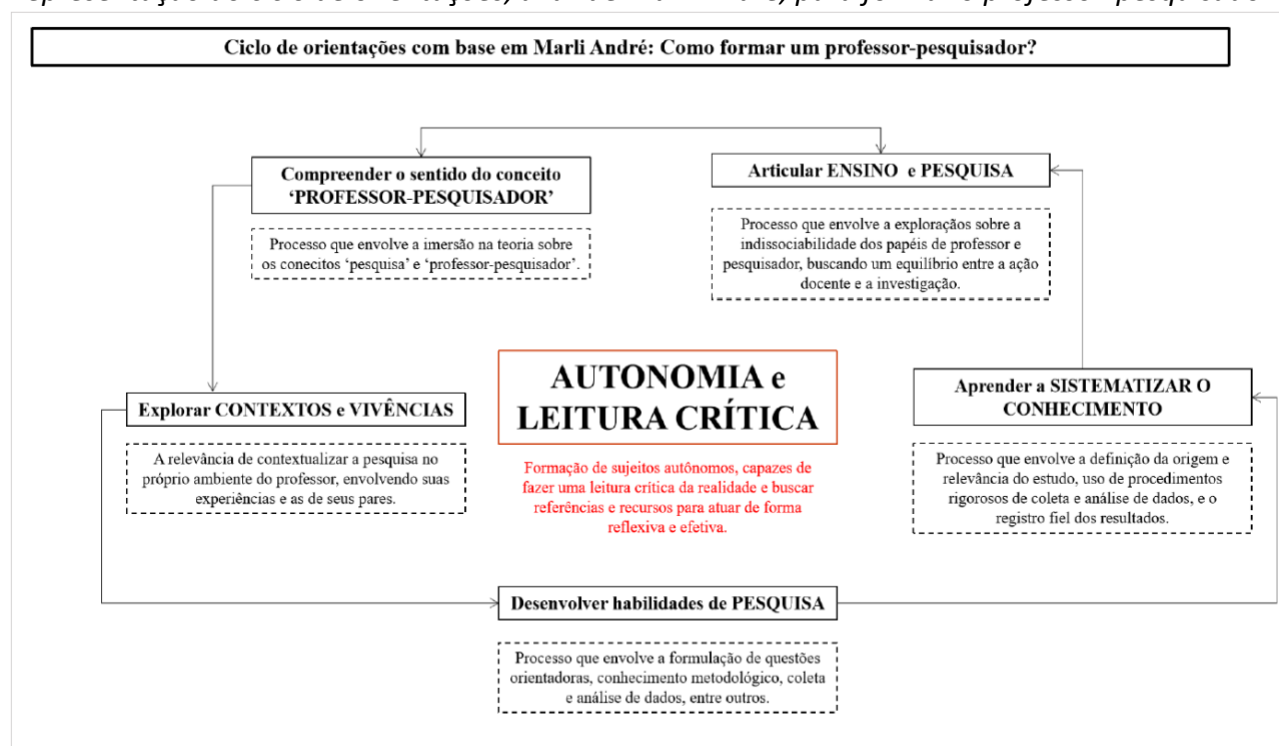 Ciclo de orientações com base em Marli André: Como formar um professor-pesquisador?
Compreender o sentido do conceito
‘PROFESSOR-PESQUISADOR’
Processo que envolve a imersão na teoria sobre
os conecitos ‘pesquisa’ e ‘professor-pesquisador’.
Articular ENSINO e PESQUISA
Processo que envolve a exploraçãos sobre a
indissociabilidade dos papéis de professor e
pesquisador, buscando um equilíbrio entre a ação
docente e a investigação.
Explorar CONTEXTOS e VIVÊNCIAS
A relevância de contextualizar a pesquisa no
próprio ambiente do professor, envolvendo suas
experiências e as de seus pares.
AUTONOMIA e
LEITURA CRÍTICA
Formação de sujeitos autônomos, capazes de
fazer uma leitura crítica da realidade e buscar
referências e recursos para atuar de forma
reflexiva e efetiva.
Aprender a SISTEMATIZAR O
CONHECIMENTO
Processo que envolve a definição da origem e
relevância do estudo, uso de procedimentos
rigorosos de coleta e análise de dados, e o
registro fiel dos resultados.
Desenvolver habilidades de PESQUISA
Processo que envolve a formulação de questões
orientadoras, conhecimento metodológico, coleta
e análise de dados, entre outros.